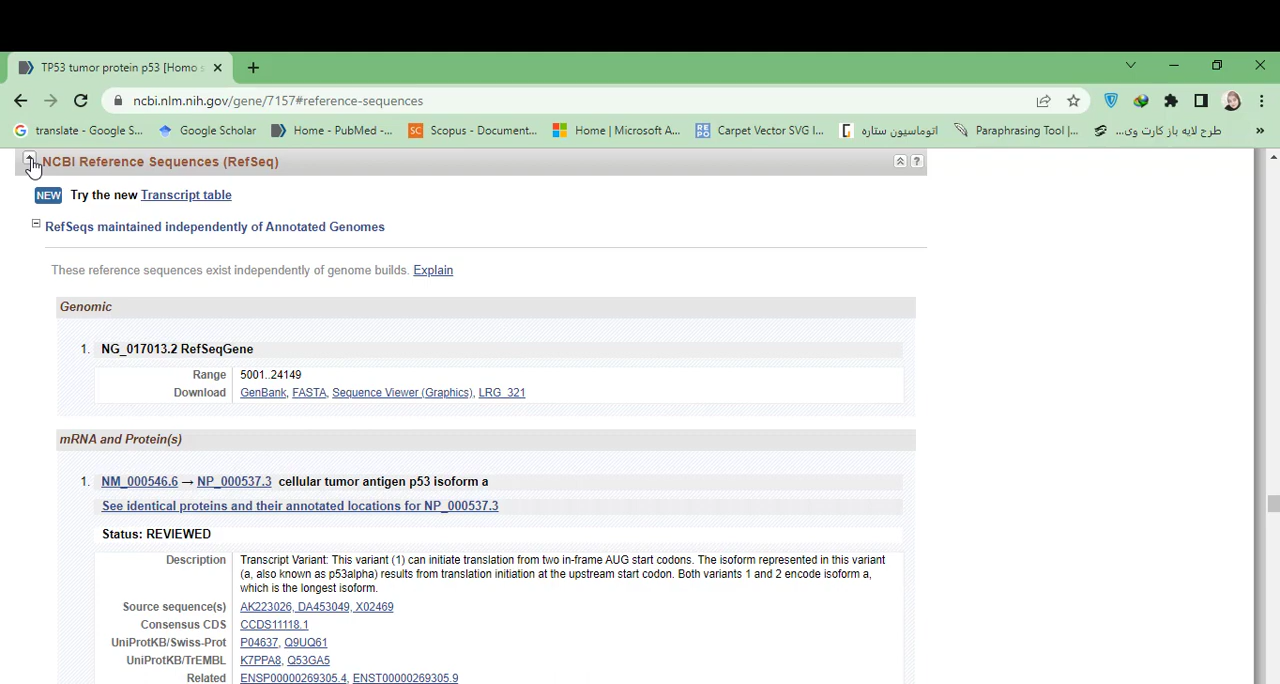 TP53 tumor protein p53 [Homo s
ncbi.nlm.nih.gov/gene/7157#reference-sequences
translate - Google S...
Google Scholar
Home - PubMed -...
SC Scopus - Document...
Home | Microsoft A...
REPO Carpet Vector SVG I...
اتوماسیون ستاره
Paraphrasing Tool |...
طرح لایه باز کارت وی...
»
NCBI Reference Sequences (RefSeq)
?
NEW Try the new Transcript table
RefSeqs maintained independently of Annotated Genomes
These reference sequences exist independently of genome builds. Explain
Genomic
1. NG_017013.2 RefSeqGene
Range 5001..24149
Download GenBank, FASTA, Sequence Viewer (Graphics), LRG_321
mRNA and Protein(s)
1. NM_000546.6 → NP_000537.3 cellular tumor antigen p53 isoform a
See identical proteins and their annotated locations for NP_000537.3
Status: REVIEWED
Description Transcript Variant: This variant (1) can initiate translation from two in-frame AUG start codons. The isoform represented in this variant
(a, also known as p53alpha) results from translation initiation at the upstream start codon. Both variants 1 and 2 encode isoform a,
which is the longest isoform.
Source sequence(s) AK223026, DA453049, X02469
Consensus CDS CCDS11118.1
UniProtKB/Swiss-Prot P04637, Q9UQ61
UniProtKB/TrEMBL K7PPA8, Q53GA5
Related ENSP00000269305.4, ENST00000269305.9